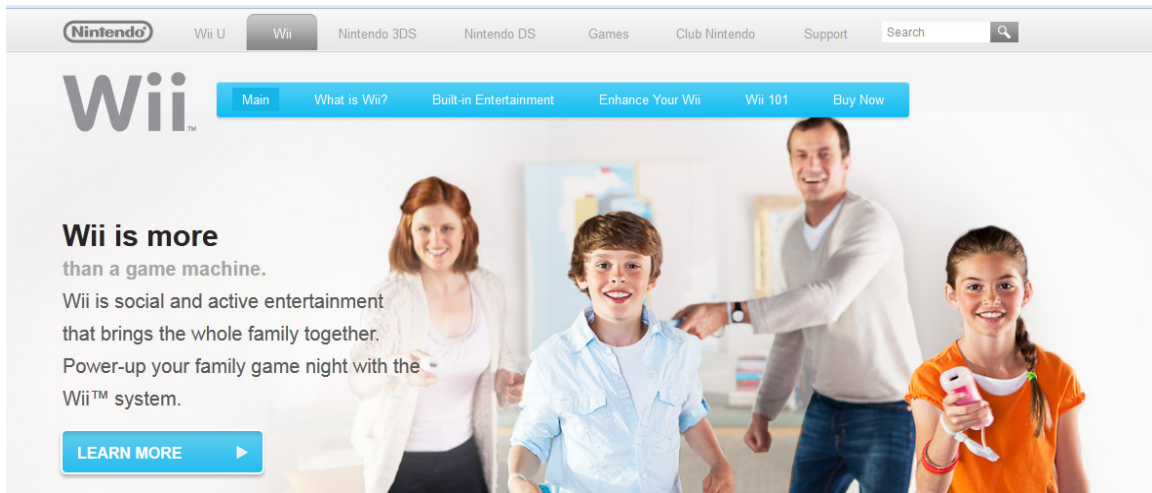 Nintendo
Wii U
Wii
Nintendo 3DS
Nintendo DS
Games
Club Nintendo
Support
Search
Wii™
Main
What is Wii?
Built-in Entertainment
Enhance Your Wii
Wii 101
Buy Now
Wii is more
than a game machine.
Wii is social and active entertainment
that brings the whole family together.
Power-up your family game night with the
Wii™ system.
LEARN MORE